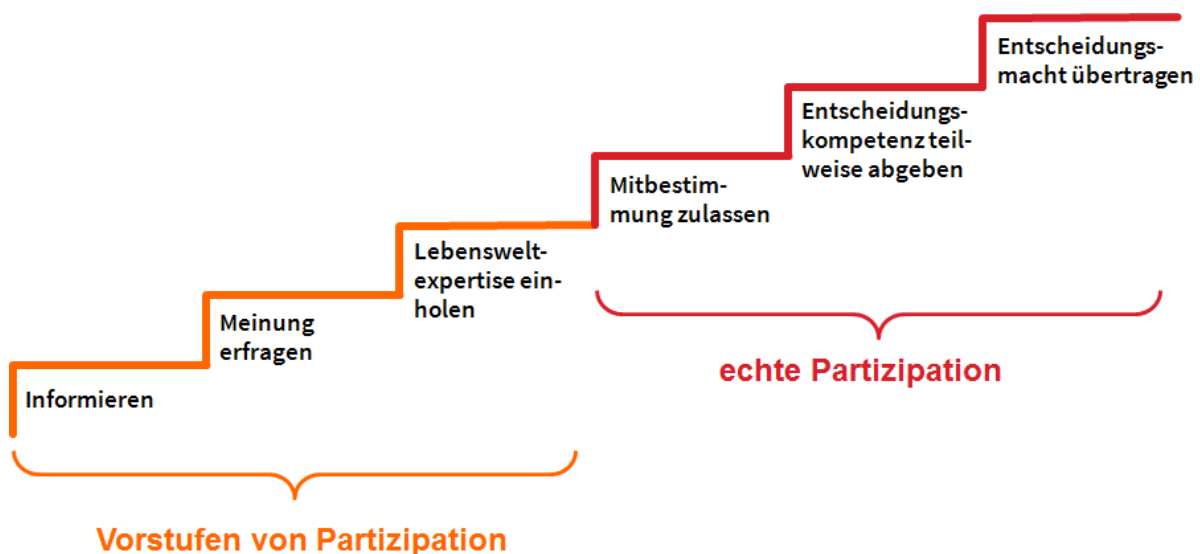 Informieren
Meinung
erfragen
Lebenswelt-
expertise ein-
holen
Mitbestim-
mung zulassen
Entscheidungs-
kompetenz teil-
weise abgeben
Entscheidungs-
macht übertragen
Vorstufen von Partizipation
echte Partizipation